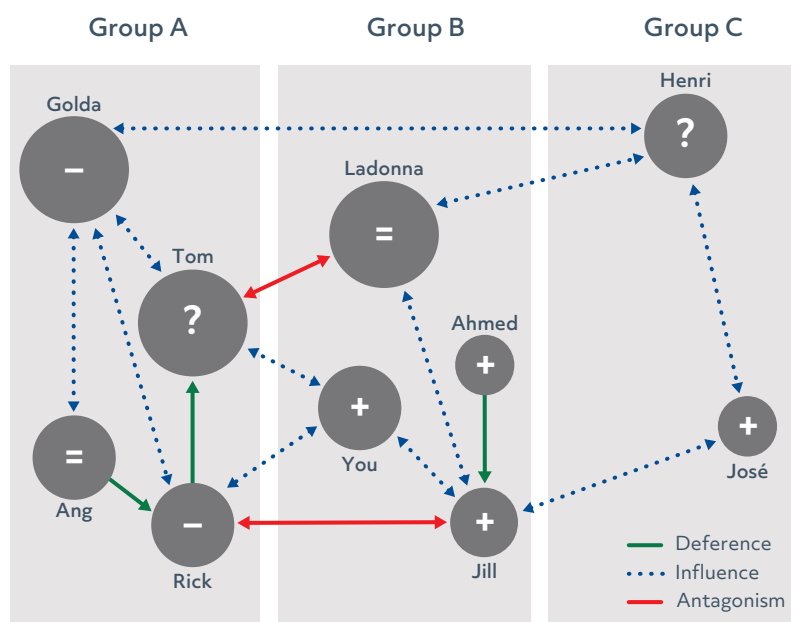 Group A
Group B
Group C
Henri
?
Golda
–
Ladonna
=
Tom
?
Ahmed
+
You
+
José
+
Ang
=
Rick
–
Jill
+
Deference
Influence
Antagonism